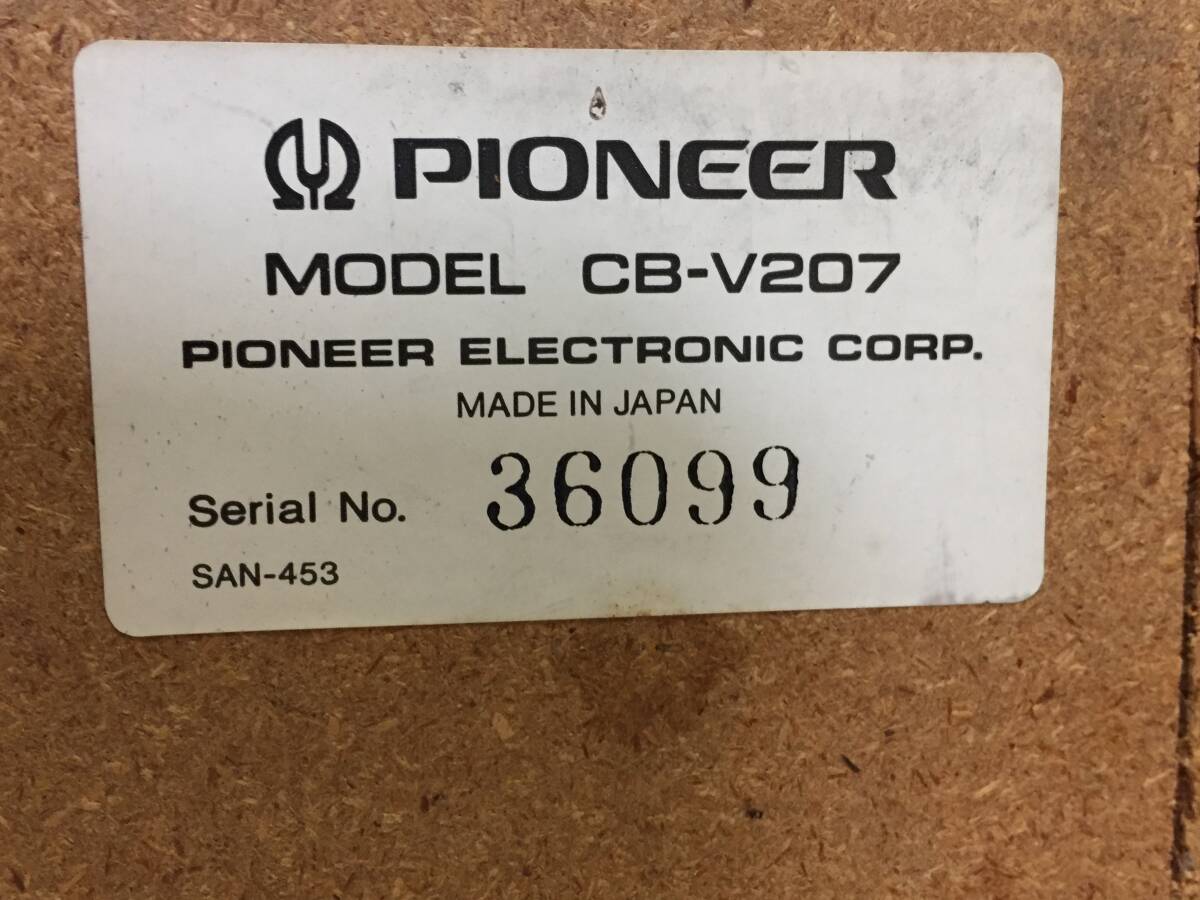 PIONEER
MODEL CB-V207
PIONEER ELECTRONIC CORP.
MADE IN JAPAN
Serial No. 36099
SAN-453